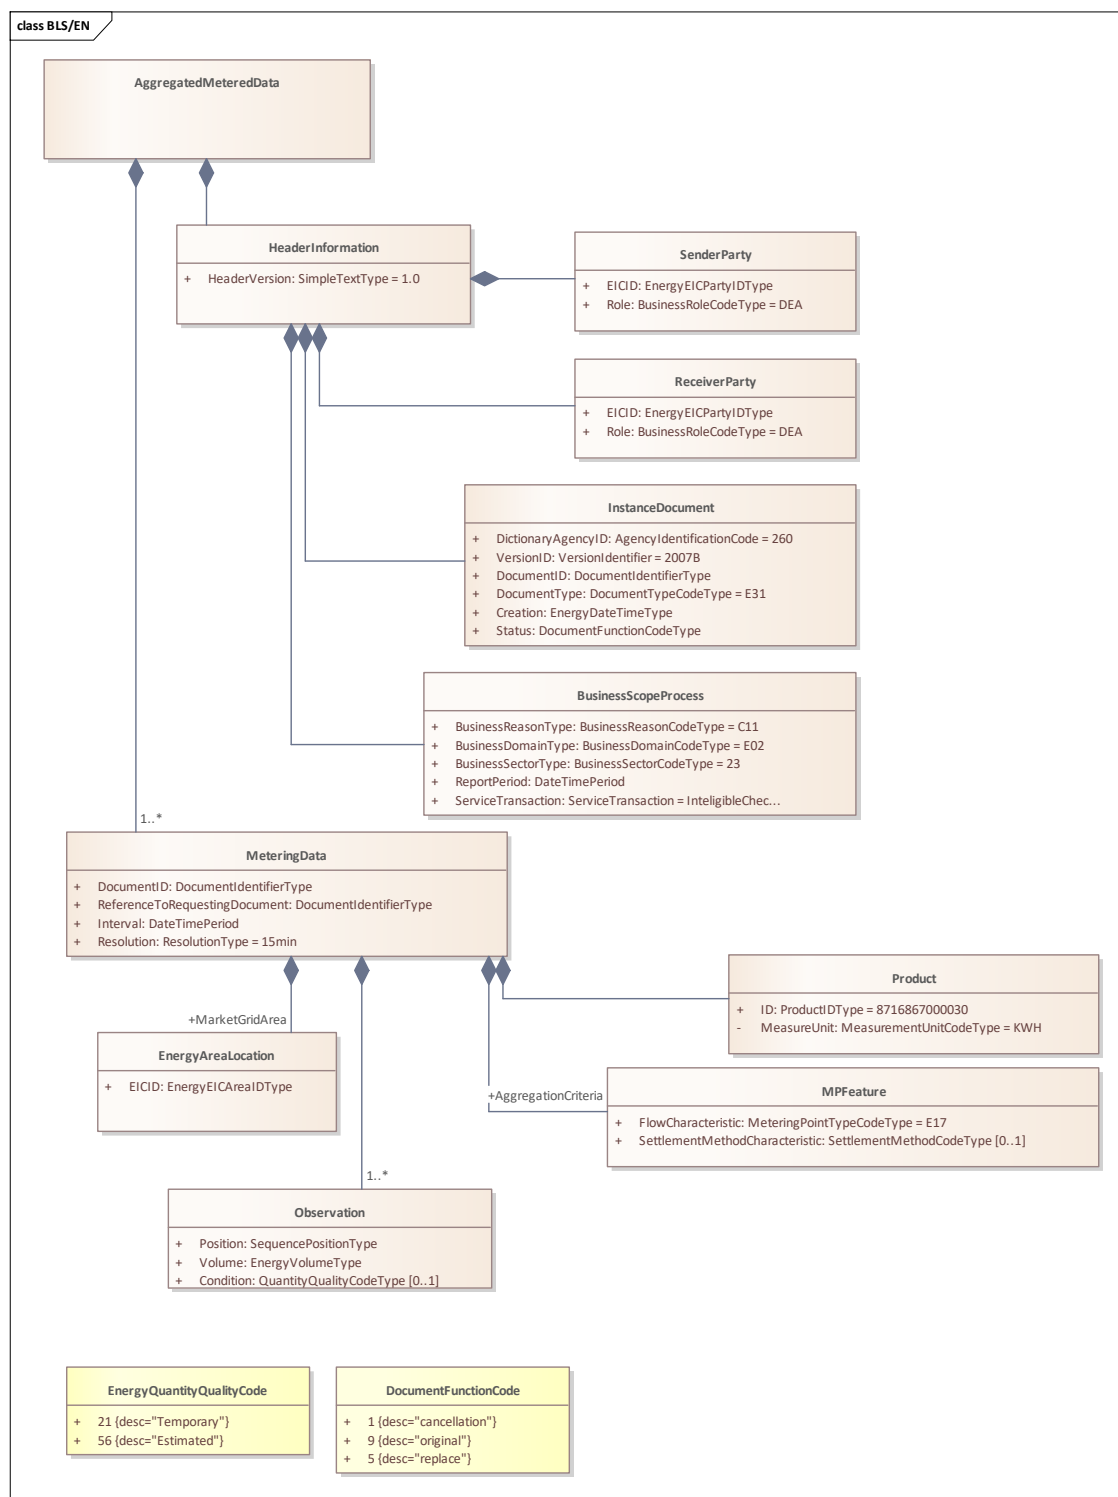 class BLS/EN
AggregatedMeteredData
HeaderInformation
+ HeaderVersion: SimpleTextType = 1.0
SenderParty
+ EICID: EnergyEICPartyIDType
+ Role: BusinessRoleCodeType = DEA
ReceiverParty
+ EICID: EnergyEICPartyIDType
+ Role: BusinessRoleCodeType = DEA
InstanceDocument
+ DictionaryAgencyID: AgencyIdentificationCode = 260
+ VersionID: VersionIdentifier = 2007B
+ DocumentID: DocumentIdentifierType
+ DocumentType: DocumentTypeCodeType = E31
+ Creation: EnergyDateTimeType
+ Status: DocumentFunctionCodeType
BusinessScopeProcess
+ BusinessReasonType: BusinessReasonCodeType = C11
+ BusinessDomainType: BusinessDomainCodeType = E02
+ BusinessSectorType: BusinessSectorCodeType = 23
+ ReportPeriod: DateTimePeriod
+ ServiceTransaction: ServiceTransaction = InteligibleChec...
1..*
MeteringData
+ DocumentID: DocumentIdentifierType
+ ReferenceToRequestingDocument: DocumentIdentifierType
+ Interval: DateTimePeriod
+ Resolution: ResolutionType = 15min
Product
+ ID: ProductIDType = 8716867000030
- MeasureUnit: MeasurementUnitCodeType = KWH
+MarketGridArea
EnergyAreaLocation
+ EICID: EnergyEICAreaIDType
+AggregationCriteria
MPFeature
+ FlowCharacteristic: MeteringPointTypeCodeType = E17
+ SettlementMethodCharacteristic: SettlementMethodCodeType [0..1]
1..*
Observation
+ Position: SequencePositionType
+ Volume: EnergyVolumeType
+ Condition: QuantityQualityCodeType [0..1]
EnergyQuantityQualityCode
+ 21 {desc="Temporary"}
+ 56 {desc="Estimated"}
DocumentFunctionCode
+ 1 {desc="cancellation"}
+ 9 {desc="original"}
+ 5 {desc="replace"}